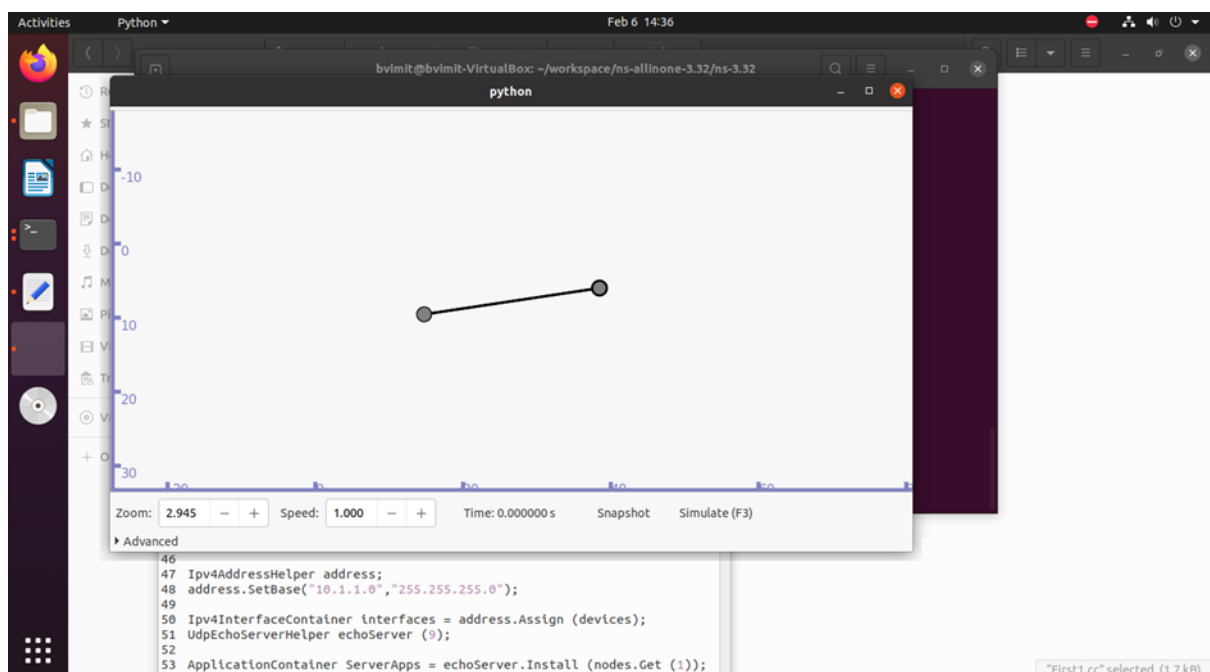 Activities Python Feb 6 14:36
bvimit@bvimit-VirtualBox: ~/workspace/ns-allinone-3.32/ns-3.32
python
-10
0
10
20
30
Zoom: 2.945 − + Speed: 1.000 − + Time: 0.000000 s Snapshot Simulate (F3)
Advanced
46
47 Ipv4AddressHelper address;
48 address.SetBase("10.1.1.0","255.255.255.0");
49
50 Ipv4InterfaceContainer interfaces = address.Assign (devices);
51 UdpEchoServerHelper echoServer (9);
52
53 ApplicationContainer ServerApps = echoServer.Install (nodes.Get (1));
"First1.cc" selected (1.7 kB)